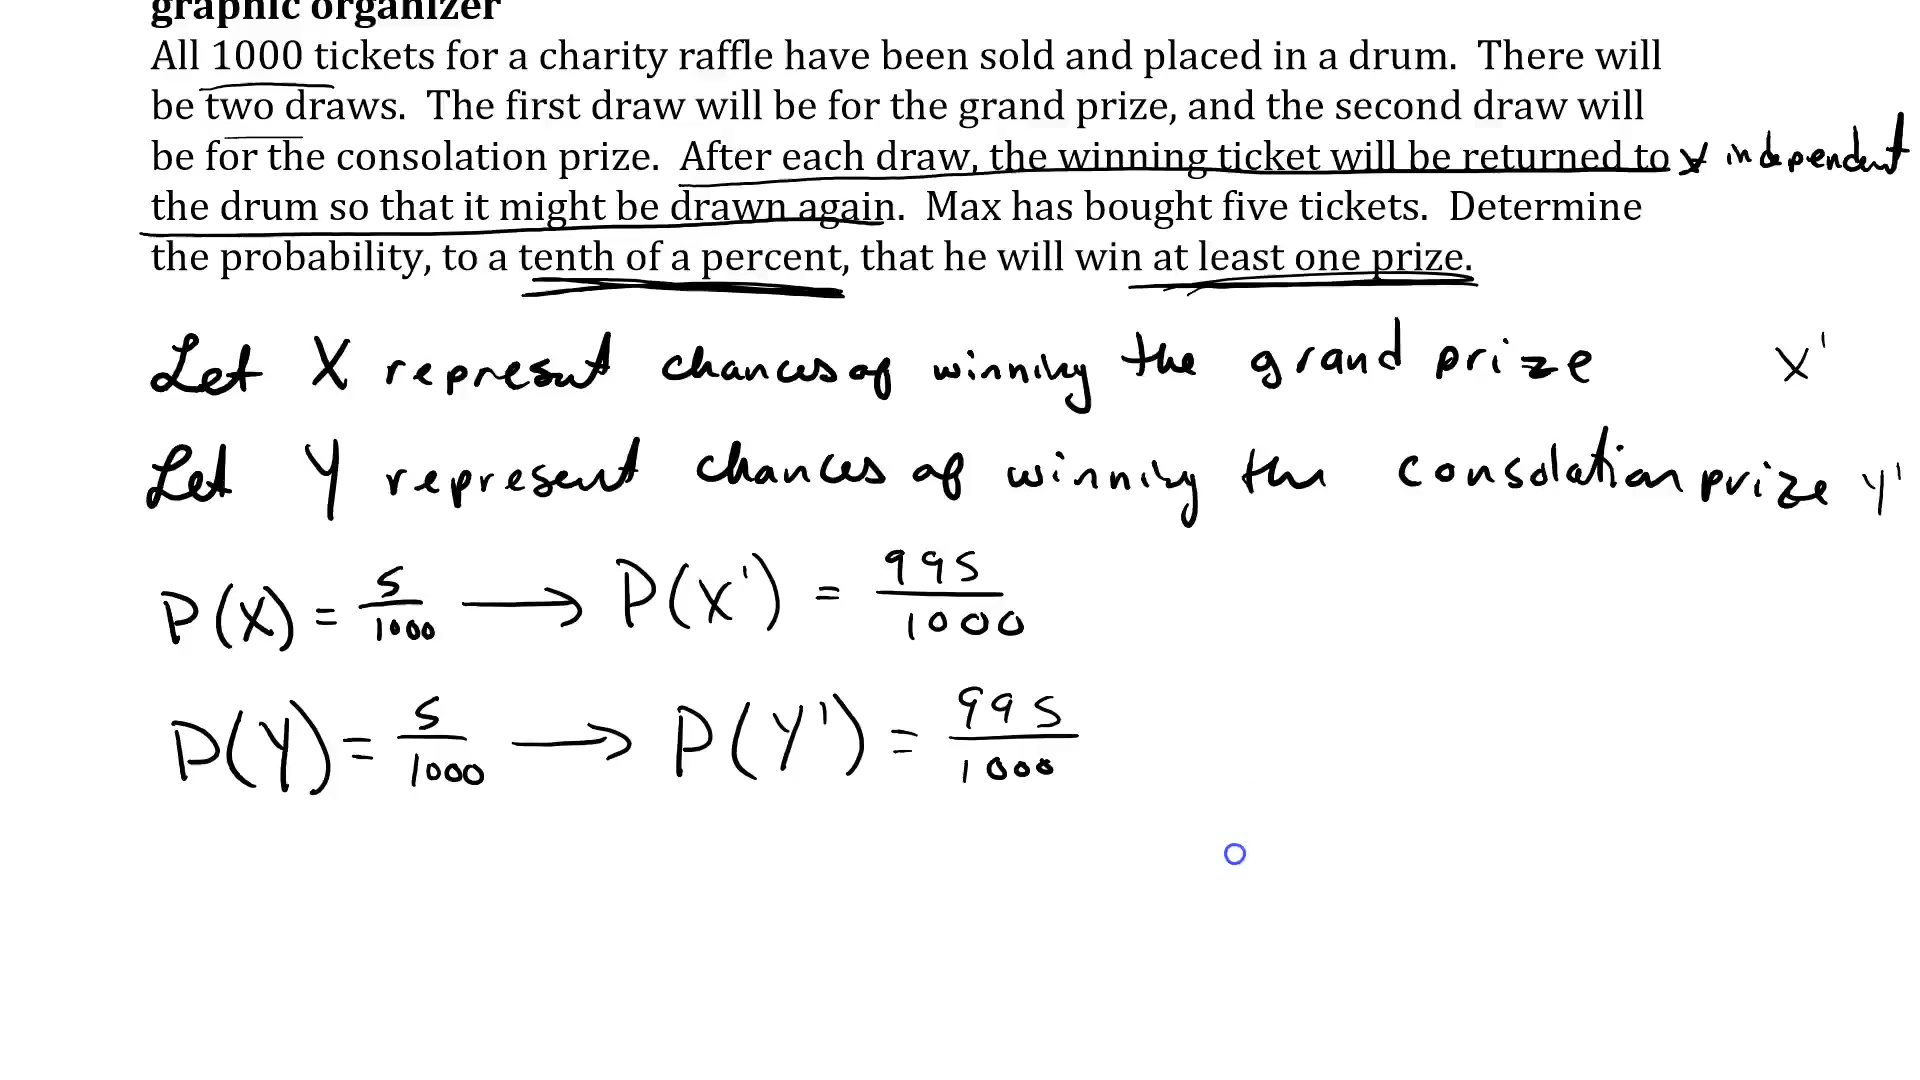 graphic organizer
All 1000 tickets for a charity raffle have been sold and placed in a drum.  There will
be two draws.  The first draw will be for the grand prize, and the second draw will
be for the consolation prize.  After each draw, the winning ticket will be returned to * independent
the drum so that it might be drawn again.  Max has bought five tickets.  Determine
the probability, to a tenth of a percent, that he will win at least one prize.
Let X represent chances of winning the grand prize X'
Let Y represent chances of winning the consolation prize Y'
P(X) = 5/1000 → P(X') = 995/1000
P(Y) = 5/1000 → P(Y') = 995/1000